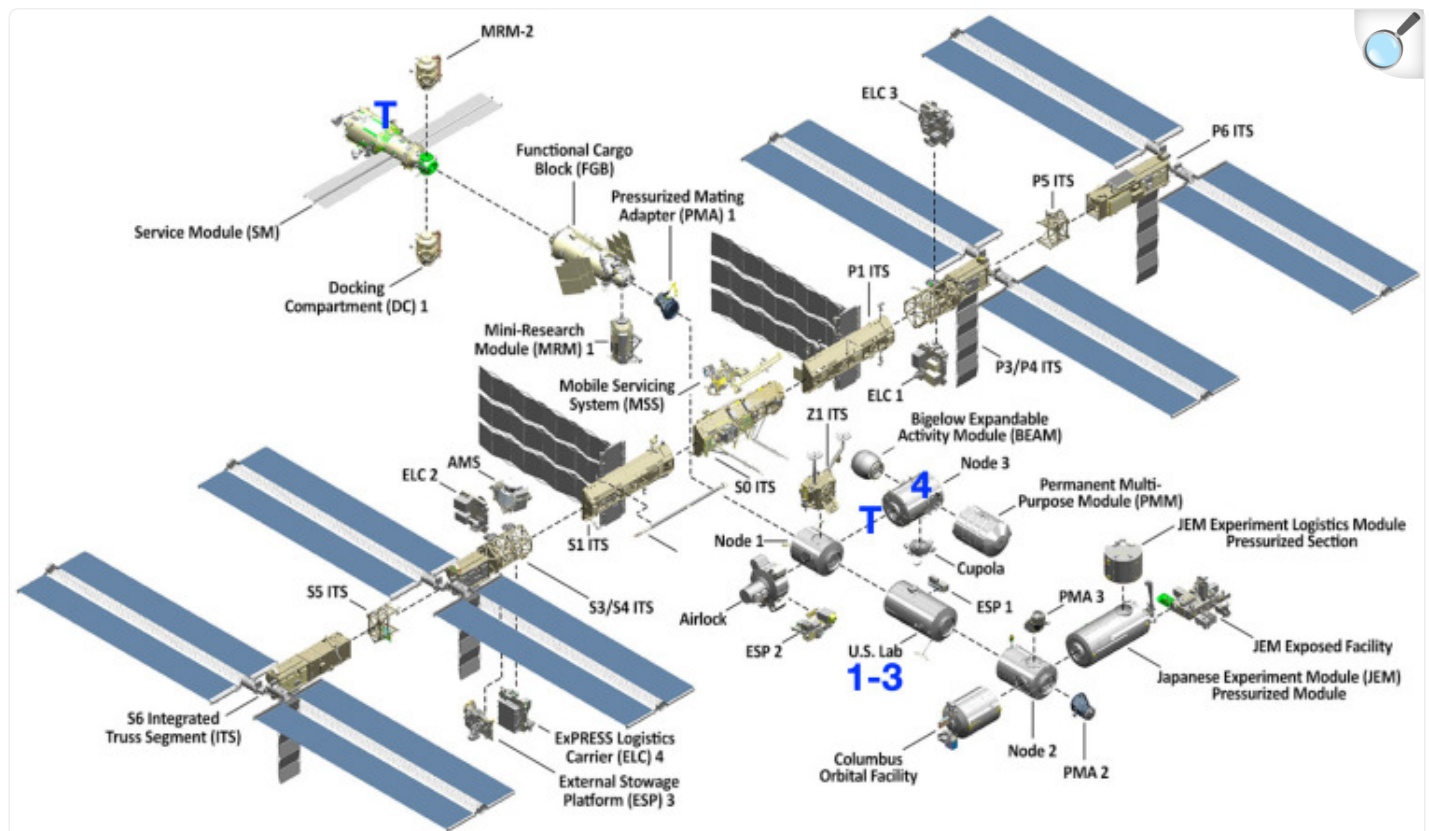 MRM-2
T
Service Module (SM)
Docking
Compartment (DC) 1
Functional Cargo
Block (FGB)
Pressurized Mating
Adapter (PMA) 1
Mini-Research
Module (MRM) 1
Mobile Servicing
System (MSS)
ELC 3
P6 ITS
P5 ITS
P1 ITS
P3/P4 ITS
ELC 1
Z1 ITS
Bigelow Expandable
Activity Module (BEAM)
Node 3
4
T
Permanent Multi-
Purpose Module (PMM)
JEM Experiment Logistics Module
Pressurized Section
ELC 2
AMS
S0 ITS
S1 ITS
Node 1
Cupola
S5 ITS
S3/S4 ITS
Airlock
ESP 2
ESP 1
PMA 3
U.S. Lab
1-3
JEM Exposed Facility
Japanese Experiment Module (JEM)
Pressurized Module
S6 Integrated
Truss Segment (ITS)
ExPRESS Logistics
Carrier (ELC) 4
External Stowage
Platform (ESP) 3
Columbus
Orbital Facility
Node 2
PMA 2